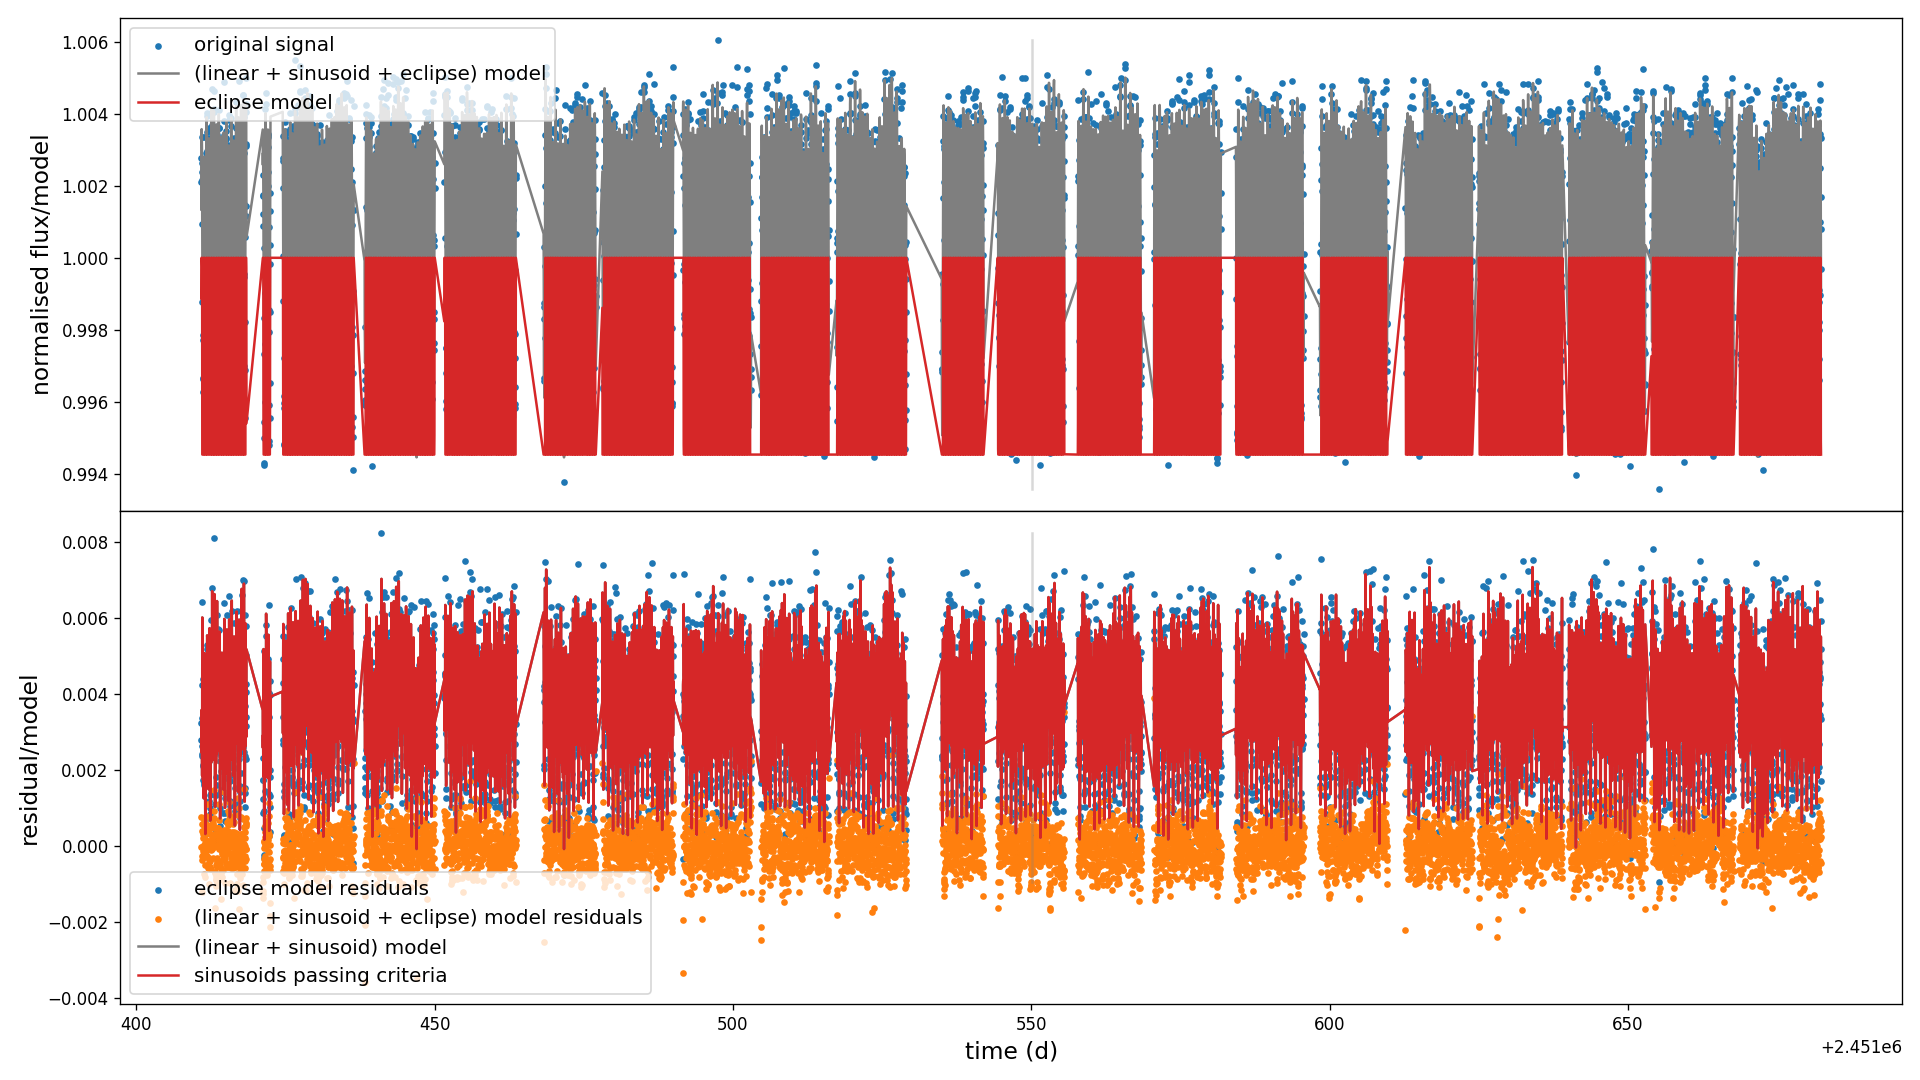 original signal
(linear + sinusoid + eclipse) model
eclipse model
normalised flux/model
1.006
1.004
1.002
1.000
0.998
0.996
0.994
residual/model
0.008
0.006
0.004
0.002
0.000
−0.002
−0.004
eclipse model residuals
(linear + sinusoid + eclipse) model residuals
(linear + sinusoid) model
sinusoids passing criteria
400
450
500
550
600
650
time (d)
+2.451e6